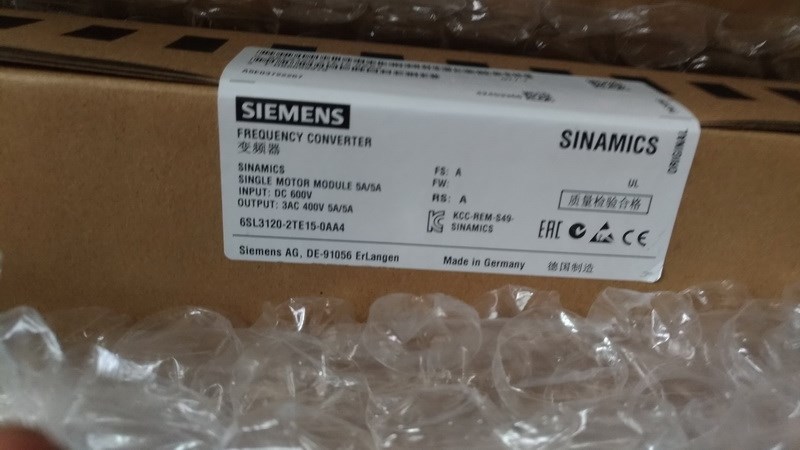 SIEMENS
SINAMICS
ORIGINAL
FREQUENCY CONVERTER
变频器
SINAMICS
SINGLE MOTOR MODULE 5A/5A
INPUT: DC 600V
OUTPUT: 3AC 400V 5A/5A
6SL3120-2TE15-0AA4
FS: A
FW:
RS: A
KCC-REM-S49-
SINAMICS
UL
质量检验合格
EAC
CE
Siemens AG, DE-91056 ErLangen
Made in Germany
德国制造